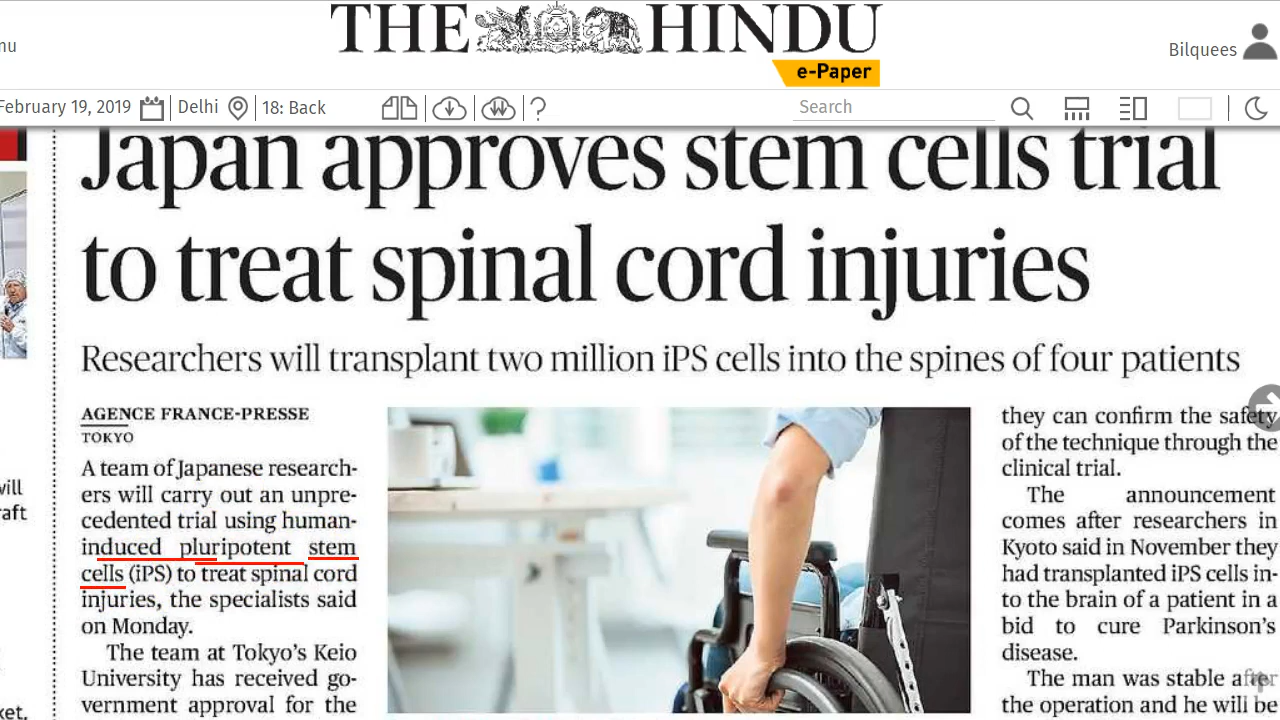 THE HINDU
e-Paper
nu
Bilquees
February 19, 2019
Delhi
18: Back
?
Search
Japan approves stem cells trial
to treat spinal cord injuries
Researchers will transplant two million iPS cells into the spines of four patients
AGENCE FRANCE-PRESSE
TOKYO
A team of Japanese research-
ers will carry out an unpre-
cedented trial using human-
induced pluripotent stem
cells (iPS) to treat spinal cord
injuries, the specialists said
on Monday.
The team at Tokyo's Keio
University has received go-
vernment approval for the
they can confirm the safety
of the technique through the
clinical trial.
The announcement
comes after researchers in
Kyoto said in November they
had transplanted iPS cells in-
to the brain of a patient in a
bid to cure Parkinson's
disease.
The man was stable after
the operation and he will be